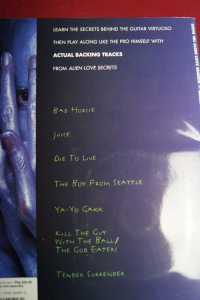 LEARN THE SECRETS BEHIND THE GUITAR VIRTUOSO
THEN PLAY ALONG LIKE THE PRO HIMSELF WITH
ACTUAL BACKING TRACKS
FROM ALIEN LOVE SECRETS
BAD HORSIE
JUICE
DIE TO LIVE
THE BOY FROM SEATTLE
YA-YO GAKK
KILL THE GUY
WITH THE BALL/
THE GOD EATERS
TENDER SURRENDER